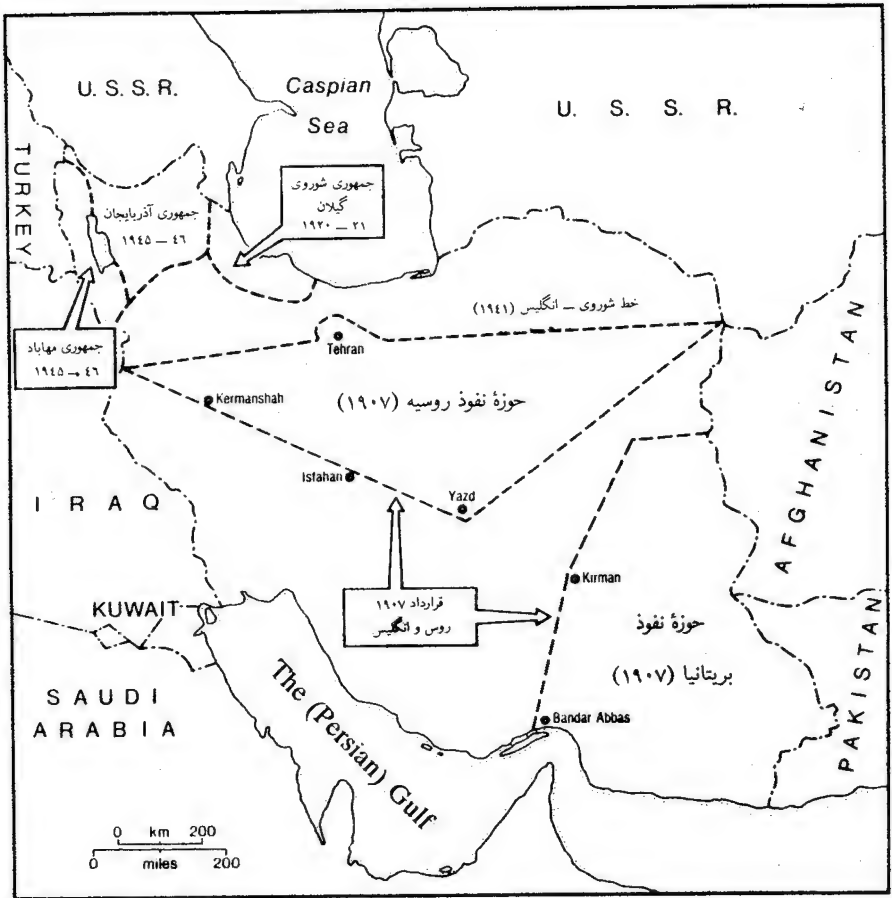 U. S. S. R.
Caspian
Sea
U. S. S. R.
TURKEY
جمهوری شوروی
گیلان
۱۹۲۰ — ۲۱
جمهوری آذربایجان
۱۹٤٥ — ٤٦
خط شوروی — انگلیس (۱۹٤۱)
جمهوری مهاباد
۱۹٤٥ — ٤٦
Tehran
Kermanshah
حوزهٔ نفوذ روسیه (۱۹۰۷)
Isfahan
Yazd
IRAQ
AFGHANISTAN
Kirman
قرارداد ۱۹۰۷
روس و انگلیس
KUWAIT
حوزهٔ نفوذ
بریتانیا (۱۹۰۷)
SAUDI
ARABIA
The (Persian) Gulf
Bandar Abbas
PAKISTAN
0 km 200
0 miles 200